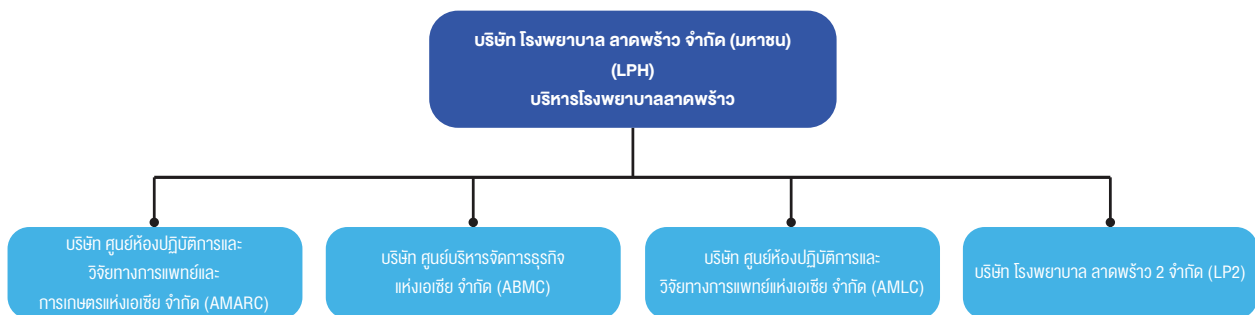 บริษัท โรงพยาบาล ลาดพร้าว จำกัด (มหาชน)
(LPH)
บริหารโรงพยาบาลลาดพร้าว
บริษัท ศูนย์ห้องปฏิบัติการและ
วิจัยทางการแพทย์และ
การเกษตรแห่งเอเชีย จำกัด (AMARC)
บริษัท ศูนย์บริหารจัดการธุรกิจ
แห่งเอเชีย จำกัด (ABMC)
บริษัท ศูนย์ห้องปฏิบัติการและ
วิจัยทางการแพทย์แห่งเอเชีย จำกัด (AMLC)
บริษัท โรงพยาบาล ลาดพร้าว 2 จำกัด (LP2)